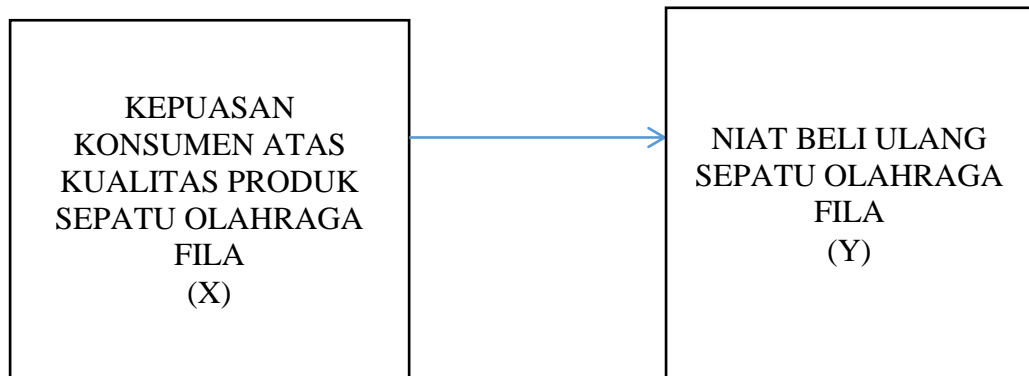 KEPUASAN
KONSUMEN ATAS
KUALITAS PRODUK
SEPATU OLAHRAGA
FILA
(X)
NIAT BELI ULANG
SEPATU OLAHRAGA
FILA
(Y)